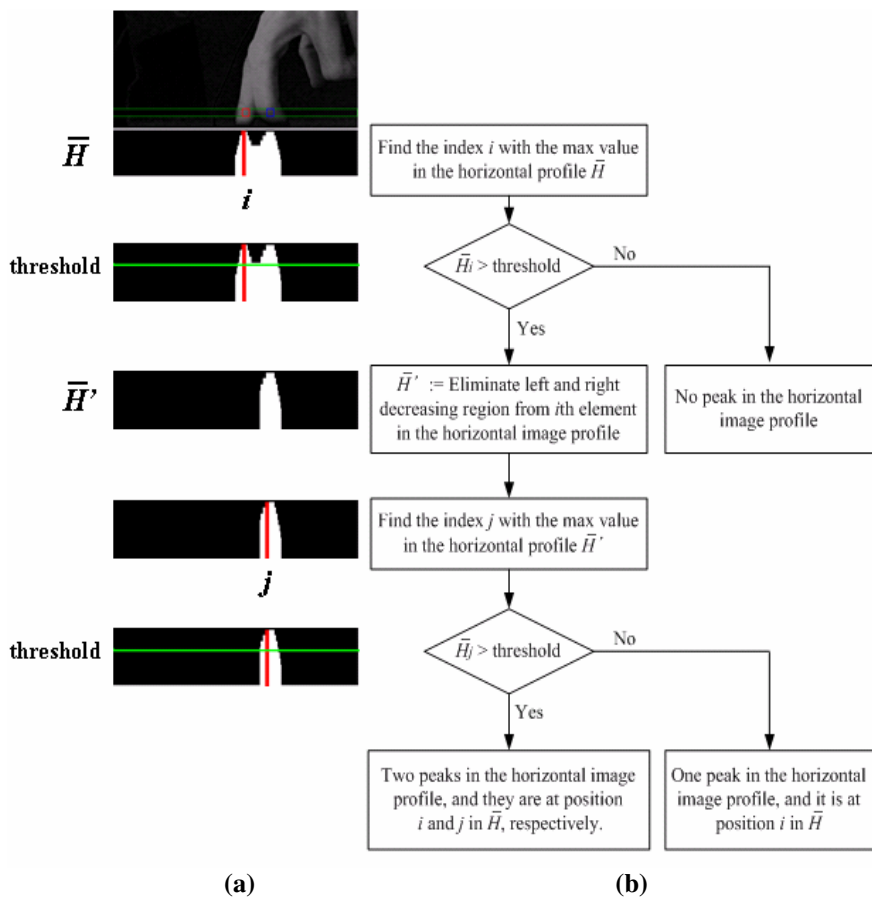 H̅
i
threshold
H̅'
j
threshold
(a)
Find the index i with the max value
in the horizontal profile H̅
H̅i > threshold
No
Yes
H̅' := Eliminate left and right
decreasing region from ith element
in the horizontal image profile
No peak in the horizontal
image profile
Find the index j with the max value
in the horizontal profile H̅'
H̅j > threshold
No
Yes
Two peaks in the horizontal image
profile, and they are at position
i and j in H̅, respectively.
One peak in the horizontal
image profile, and it is at
position i in H̅
(b)